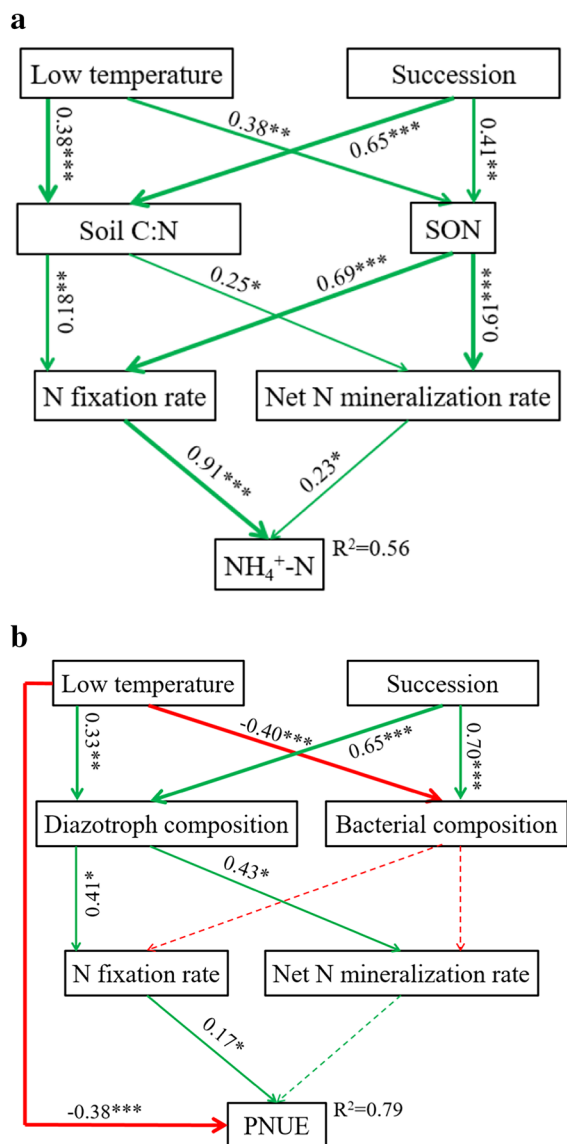 a
Low temperature
Succession
0.38***
0.38**
0.65***
0.41**
Soil C:N
SON
0.18***
0.25*
0.69***
0.61***
N fixation rate
Net N mineralization rate
0.91***
0.23*
NH₄⁺-N
R²=0.56
b
Low temperature
Succession
0.33**
-0.40***
0.65***
0.70***
Diazotroph composition
Bacterial composition
0.41*
0.43*
N fixation rate
Net N mineralization rate
0.17*
-0.38***
PNUE
R²=0.79